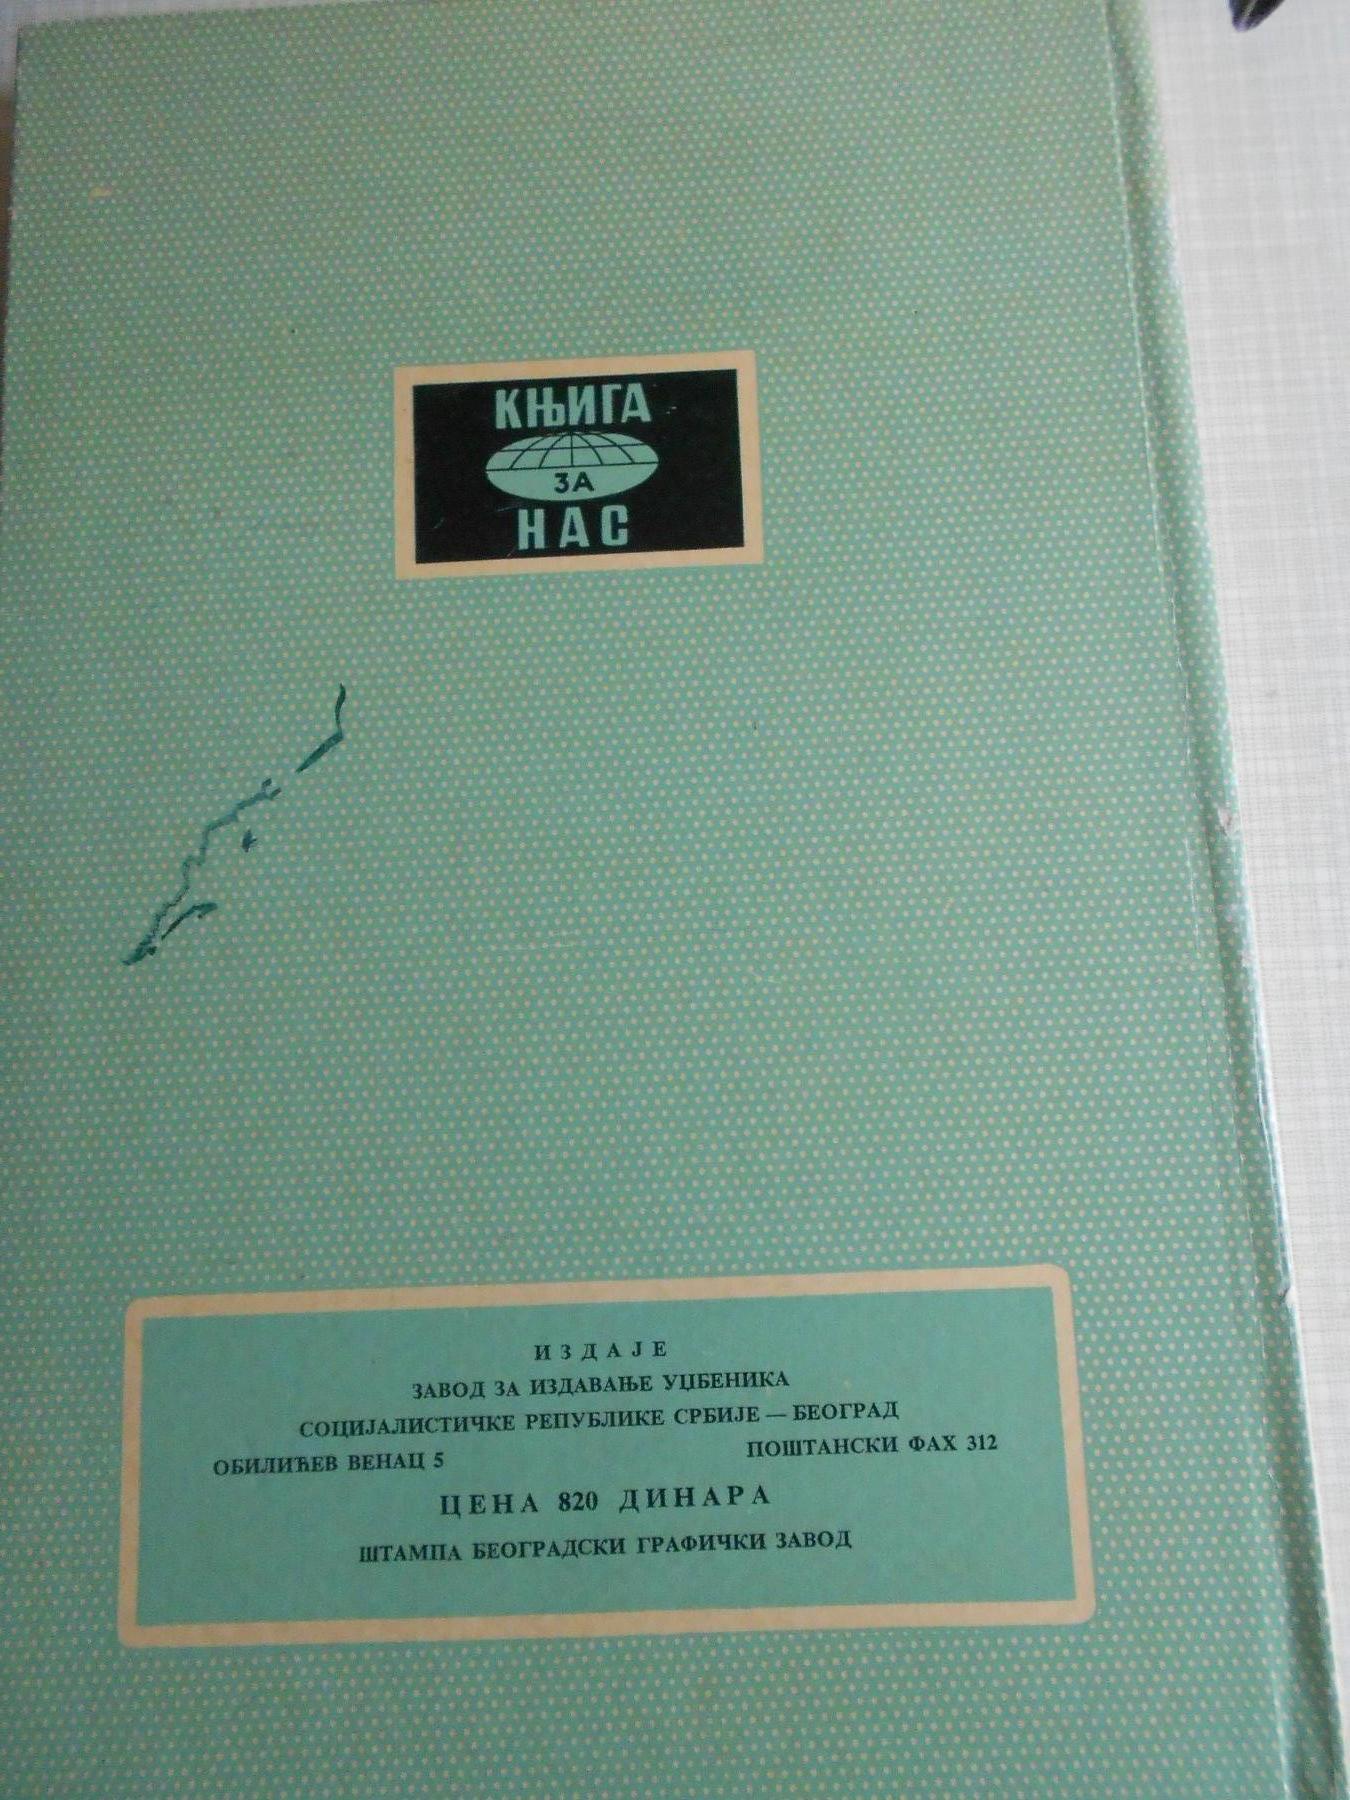 КЊИГА
ЗА
НАС
ИЗДАЈЕ
ЗАВОД ЗА ИЗДАВАЊЕ УЏБЕНИКА
СОЦИЈАЛИСТИЧКЕ РЕПУБЛИКЕ СРБИЈЕ — БЕОГРАД
ОБИЛИЋЕВ ВЕНАЦ 5 ПОШТАНСКИ ФАХ 312
ЦЕНА 820 ДИНАРА
ШТАМПА БЕОГРАДСКИ ГРАФИЧКИ ЗАВОД